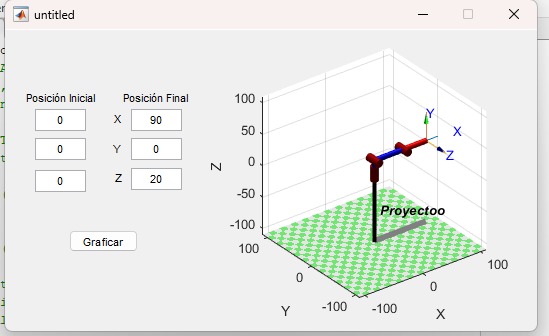 untitled
Posición Inicial Posición Final
0 X 90
0 Y 0
0 Z 20
Graficar
100
50
0
-50
-100
Z
Y
X
Z
Proyectoo
100
0
-100
Y
-100
0
100
X